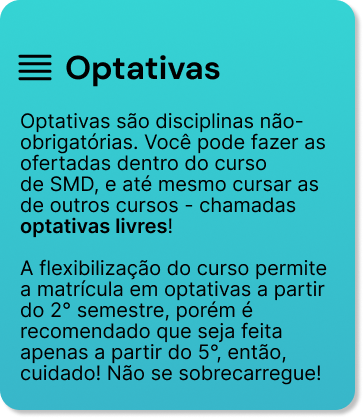 Optativas
Optativas são disciplinas não-
obrigatórias. Você pode fazer as
ofertadas dentro do curso
de SMD, e até mesmo cursar as
de outros cursos - chamadas
optativas livres!
A flexibilização do curso permite
a matrícula em optativas a partir
do 2° semestre, porém é
recomendado que seja feita
apenas a partir do 5°, então,
cuidado! Não se sobrecarregue!